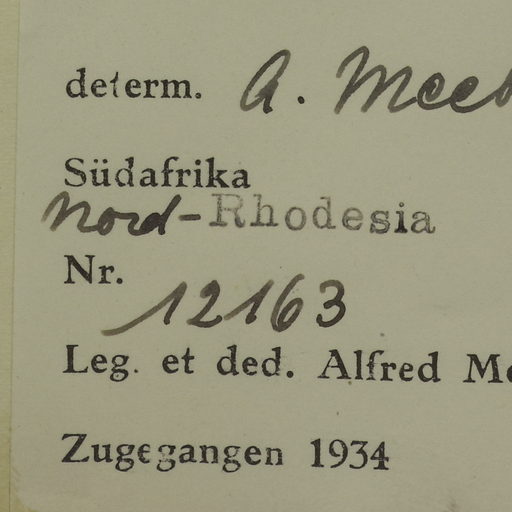 determ. A.
Südafrika
Nord-Rhodesia
Nr.
12163
Leg. et ded. Alfred
Zugegangen 1934